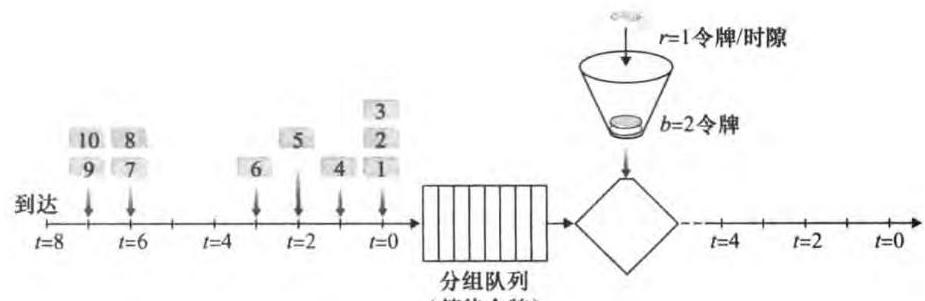 r=1令牌/时隙
b=2令牌
3
10 8 5 2
9 7 6 4 1
到达
t=8 t=6 t=4 t=2 t=0
t=4 t=2 t=0
分组队列